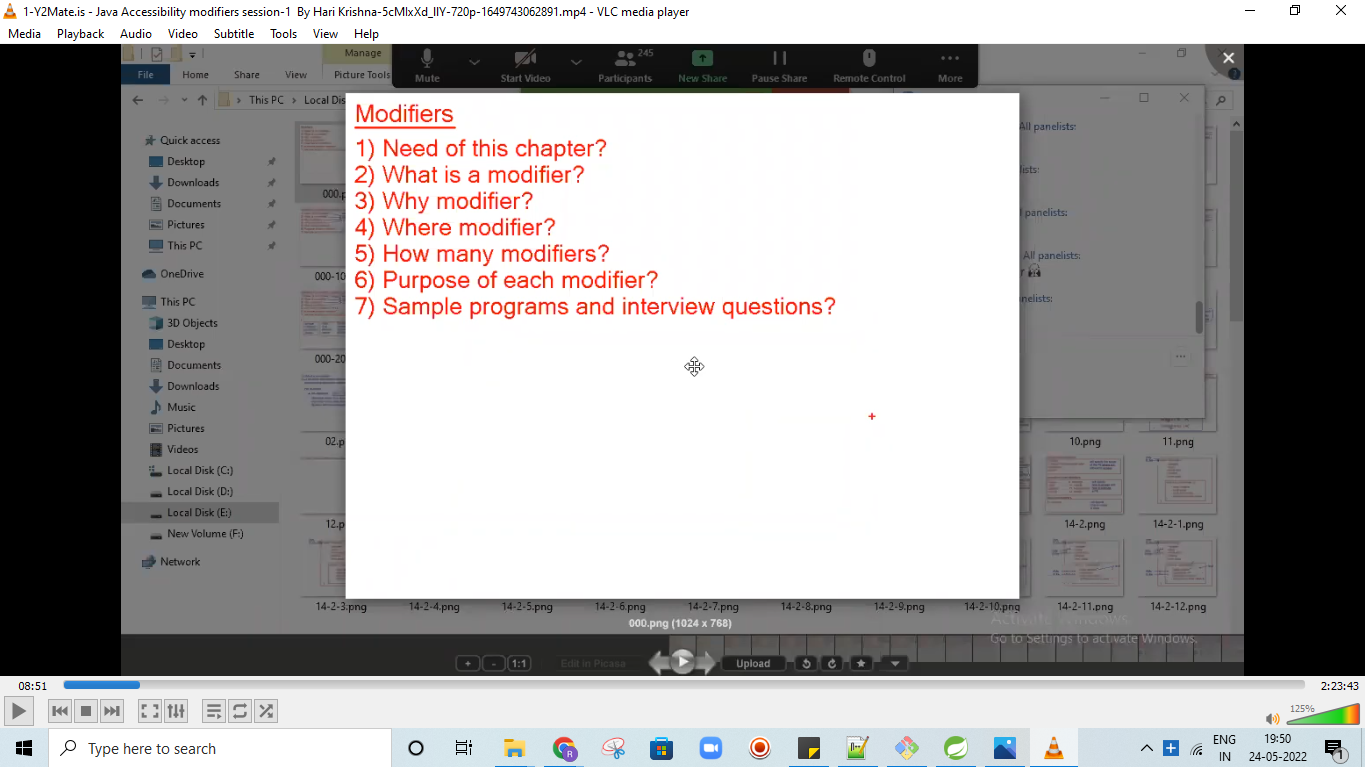 1-Y2Mate.is - Java Accessibility modifiers session-1 By Hari Krishna-5cMlxXd_IIY-720p-1649743062891.mp4 - VLC media player
Media Playback Audio Video Subtitle Tools View Help
Manage
File Home Share View Picture Tools
Mute Start Video 245 Participants New Share Pause Share Remote Control More
This PC Local Dis
Modifiers
1) Need of this chapter?
2) What is a modifier?
3) Why modifier?
4) Where modifier?
5) How many modifiers?
6) Purpose of each modifier?
7) Sample programs and interview questions?
Quick access
Desktop
Downloads
Documents
Pictures
This PC
OneDrive
This PC
3D Objects
Desktop
Documents
Downloads
Music
Pictures
Videos
Local Disk (C:)
Local Disk (D:)
Local Disk (E:)
New Volume (F:)
Network
000.p
000-10
000-20
02.p
12.p
All panelists:
lists:
panelists:
All panelists:
r
nelists:
10.png 11.png
14-2.png 14-2-1.png
14-2-3.png 14-2-4.png 14-2-5.png 14-2-6.png 14-2-7.png 14-2-8.png 14-2-9.png 14-2-10.png 14-2-11.png 14-2-12.png
000.png (1024 x 768)
Activate Windows
Go to Settings to activate Windows.
+ - 1:1 Edit in Picasa Upload
08:51 2:23:43
125%
Type here to search
ENG
IN
19:50
24-05-2022
1